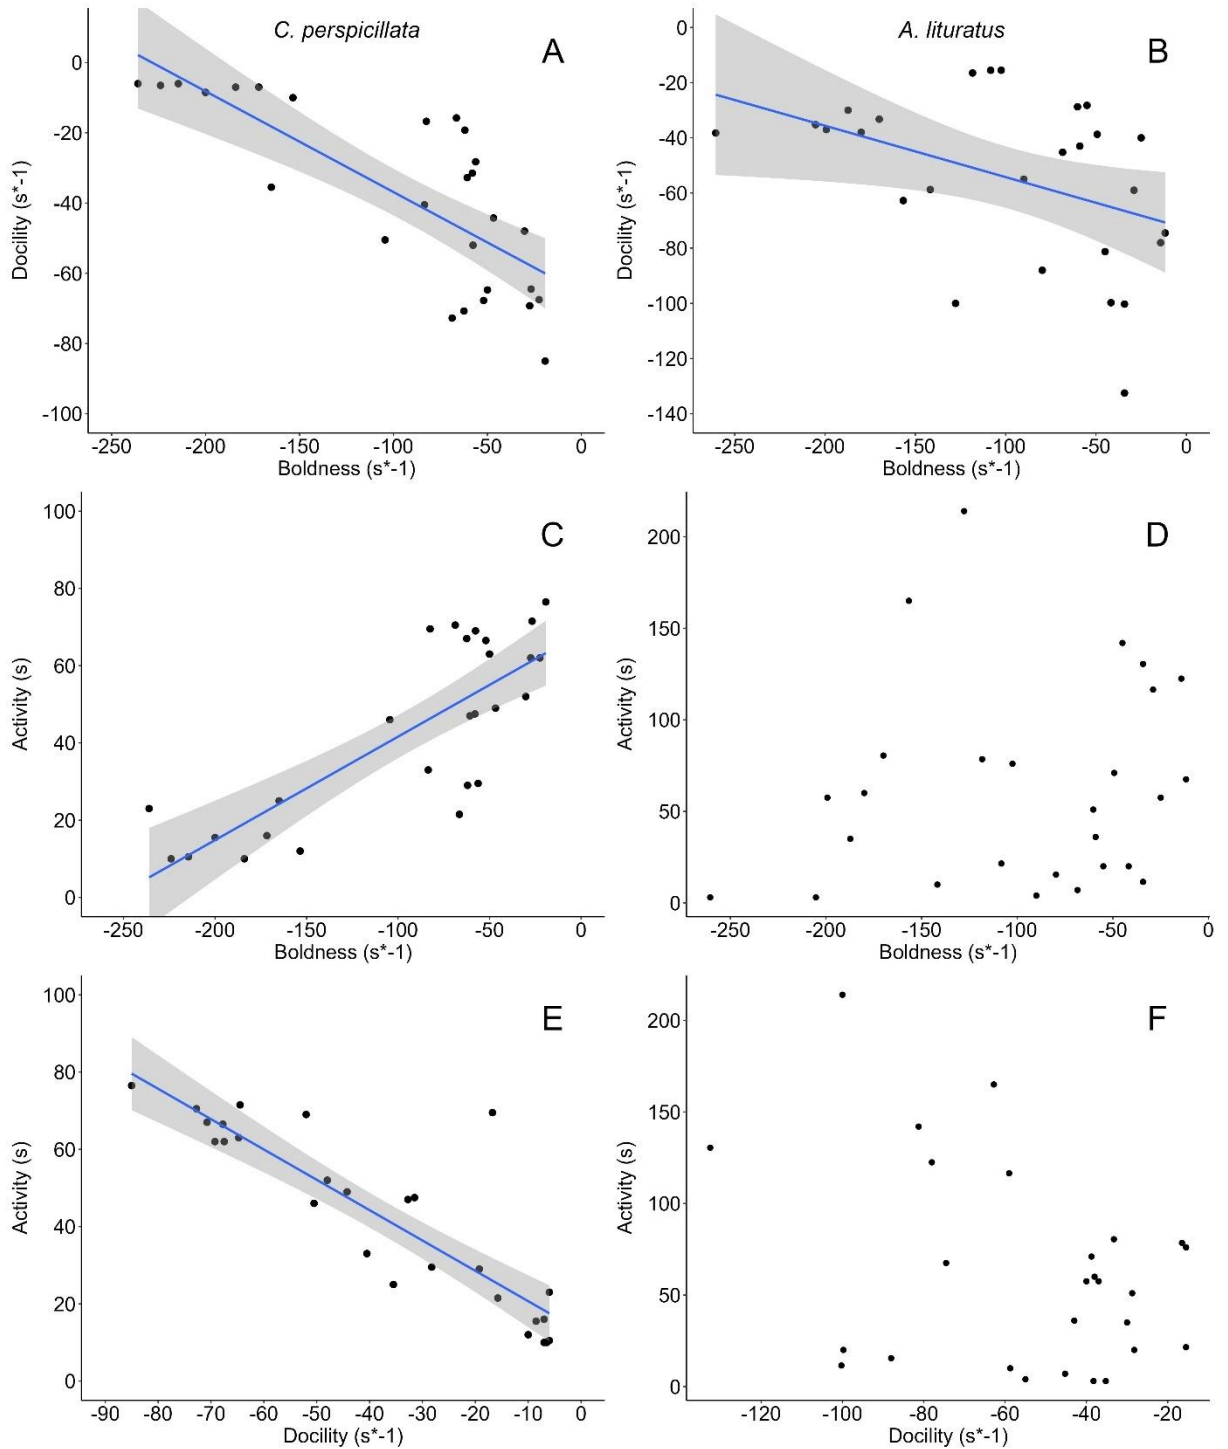 C. perspicillata
A
0
-20
-40
-60
-80
-100
Docility (s*-1)
-250 -200 -150 -100 -50 0
Boldness (s*-1)
A. lituratus
B
0
-20
-40
-60
-80
-100
-120
-140
Docility (s*-1)
-250 -200 -150 -100 -50 0
Boldness (s*-1)
C
100
80
60
40
20
0
Activity (s)
-250 -200 -150 -100 -50 0
Boldness (s*-1)
D
200
150
100
50
0
Activity (s)
-250 -200 -150 -100 -50 0
Boldness (s*-1)
E
100
80
60
40
20
0
Activity (s)
-90 -80 -70 -60 -50 -40 -30 -20 -10 0
Docility (s*-1)
F
200
150
100
50
0
Activity (s)
-120 -100 -80 -60 -40 -20
Docility (s*-1)